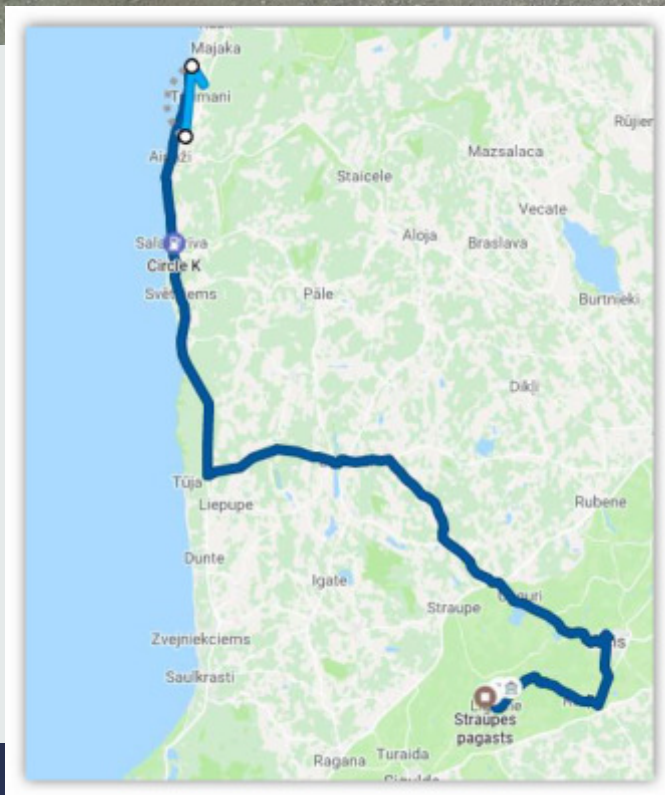 Majaka
Staicele
Mazsalaca
Vecate
Aloja
Braslava
Circle K
Päle
Burtnieki
Dikļi
Tūja
Liepupe
Rubene
Dunte
Igate
Straupe
Zvejniekciems
Saulkrasti
Straupes
pagasts
Ragana
Turaida